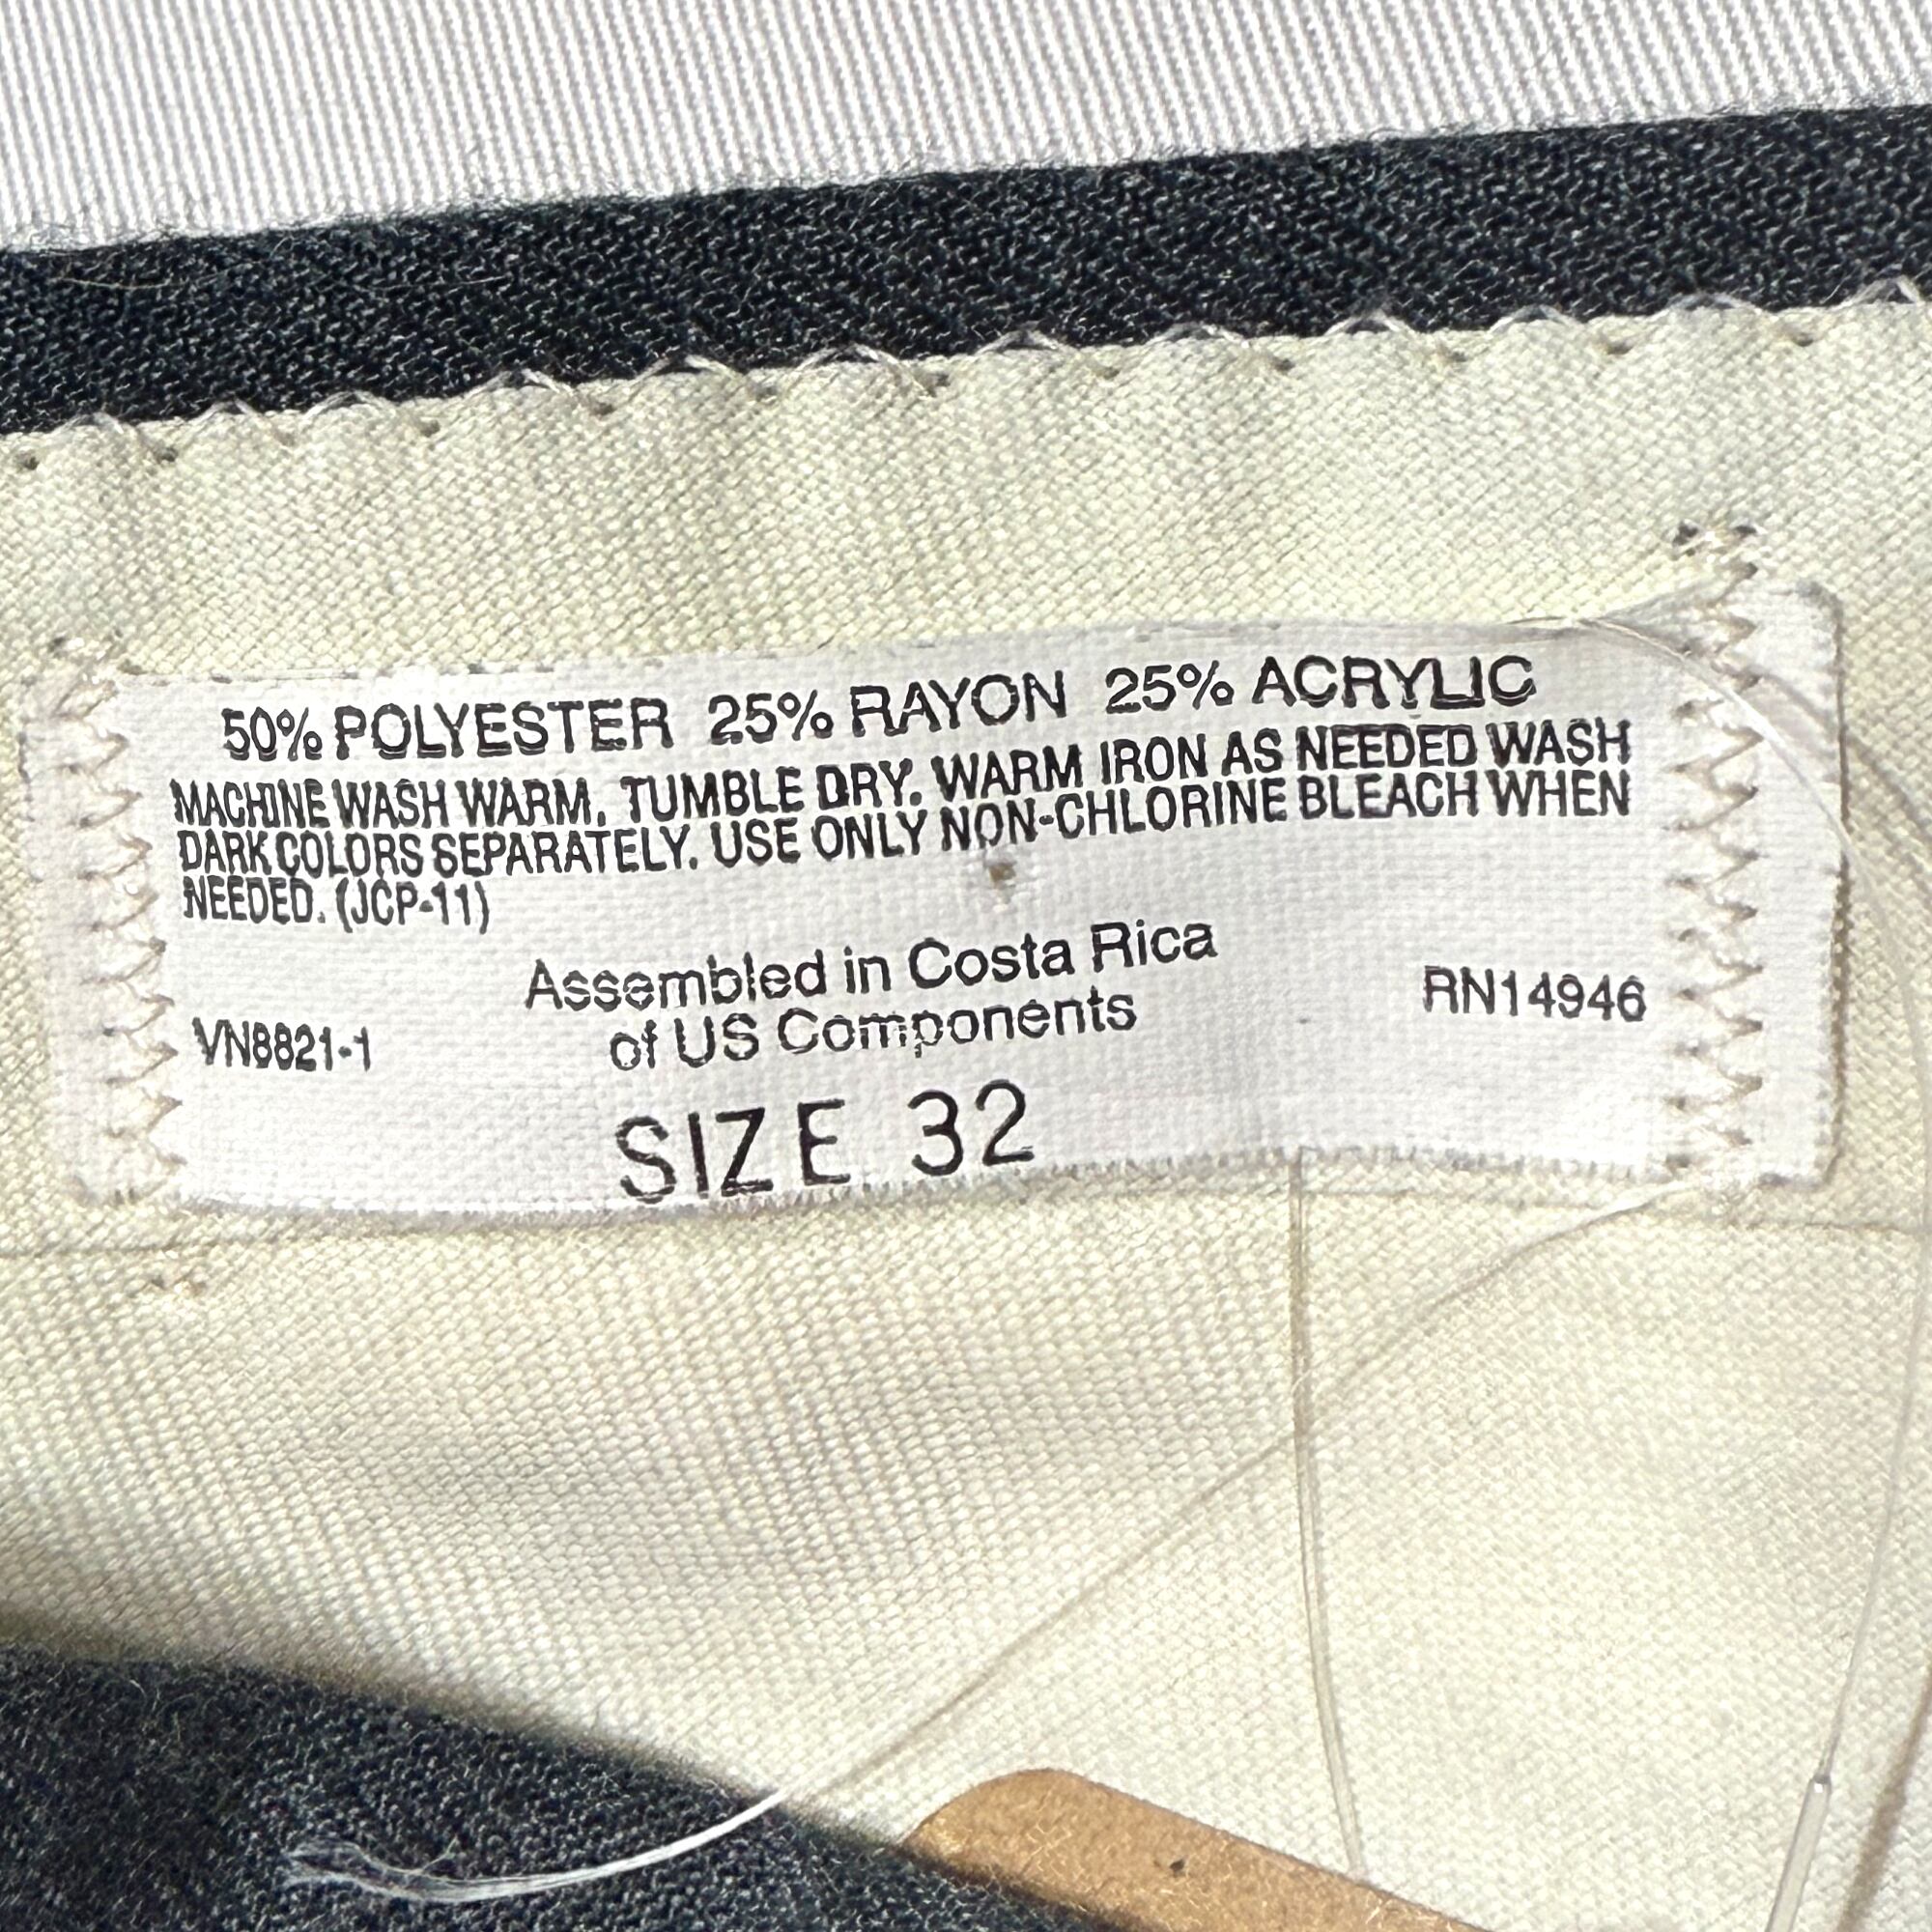 50% POLYESTER 25% RAYON 25% ACRYLIC
MACHINE WASH WARM. TUMBLE DRY. WARM IRON AS NEEDED WASH
DARK COLORS SEPARATELY. USE ONLY NON-CHLORINE BLEACH WHEN
NEEDED. (JCP-11)
Assembled in Costa Rica
of US Components
VN8821-1
RN14946
SIZE 32